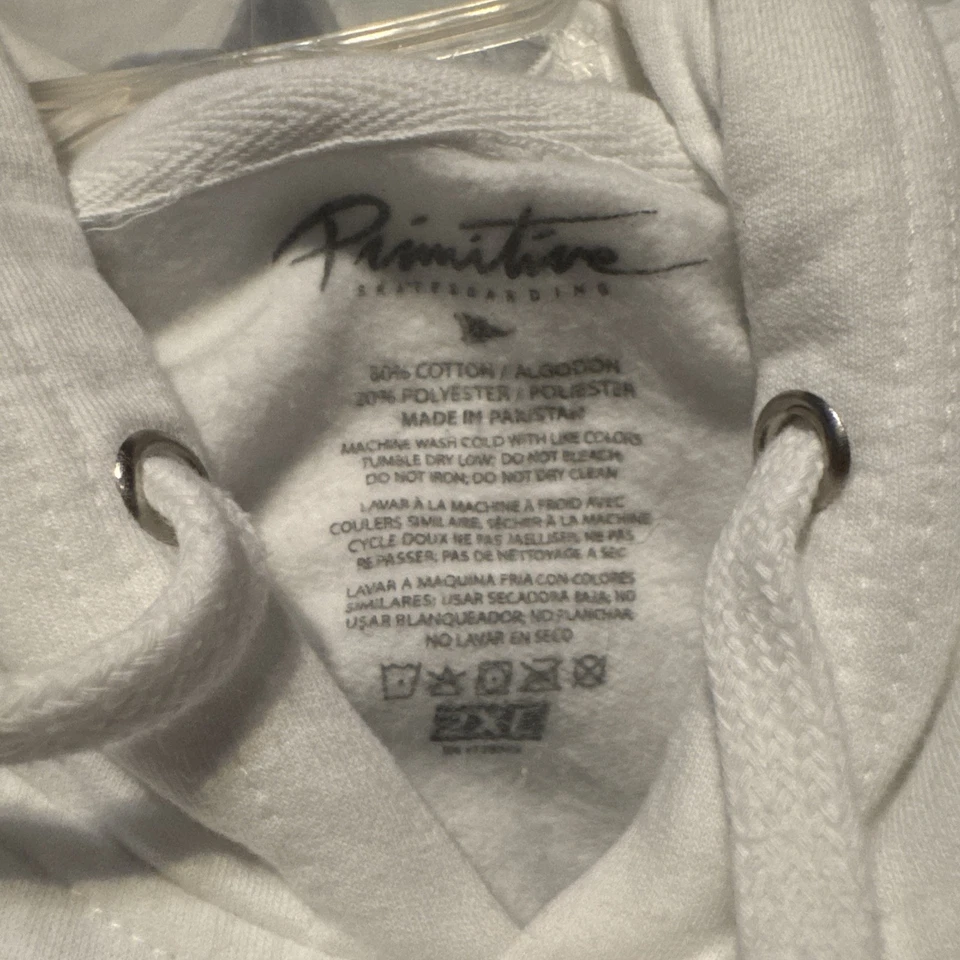 Primitive
SKATEBOARDING
80% COTTON / ALGODON
20% POLYESTER / POLIESTER
MADE IN PAKISTAN
MACHINE WASH COLD WITH LIKE COLORS
TUMBLE DRY LOW; DO NOT BLEACH;
DO NOT IRON; DO NOT DRY CLEAN
LAVAR À LA MACHINE À FROID AVEC
COULERS SIMILAIRE, SÈCHER À LA MACHINE
CYCLE DOUX NE PAS JAELLISER; NE PAS
REPASSER; PAS DE NETTOYAGE A SEC
LAVAR A MAQUINA FRIA CON COLORES
SIMILARES; USAR SECADORA BAJA; NO
USAR BLANQUEADOR; NO PLANCHAR
NO LAVAR EN SECO
2XL